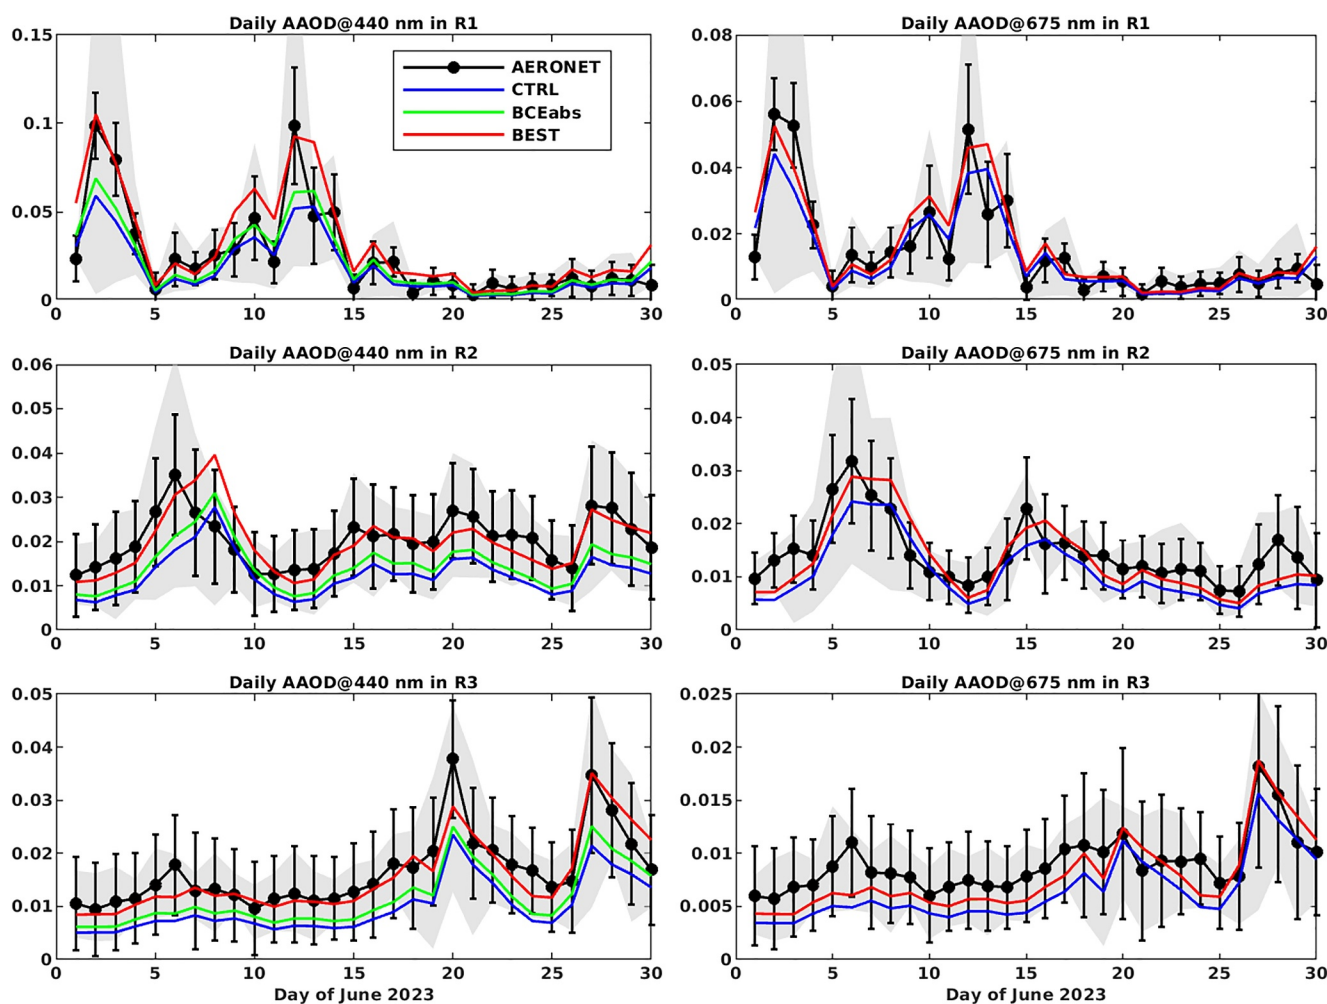 Daily AAOD@440 nm in R1
0.15
0.1
0.05
0
0 5 10 15 20 25 30
AERONET
CTRL
BCEabs
BEST
Daily AAOD@675 nm in R1
0.08
0.06
0.04
0.02
0
0 5 10 15 20 25 30
Daily AAOD@440 nm in R2
0.06
0.05
0.04
0.03
0.02
0.01
0
0 5 10 15 20 25 30
Daily AAOD@675 nm in R2
0.05
0.04
0.03
0.02
0.01
0
0 5 10 15 20 25 30
Daily AAOD@440 nm in R3
0.05
0.04
0.03
0.02
0.01
0
0 5 10 15 20 25 30
Day of June 2023
Daily AAOD@675 nm in R3
0.025
0.02
0.015
0.01
0.005
0
0 5 10 15 20 25 30
Day of June 2023